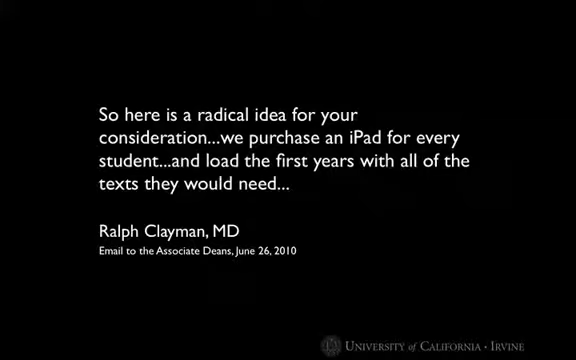 So here is a radical idea for your
consideration...we purchase an iPad for every
student...and load the first years with all of the
texts they would need...
Ralph Clayman, MD
Email to the Associate Deans, June 26, 2010
University of California · Irvine